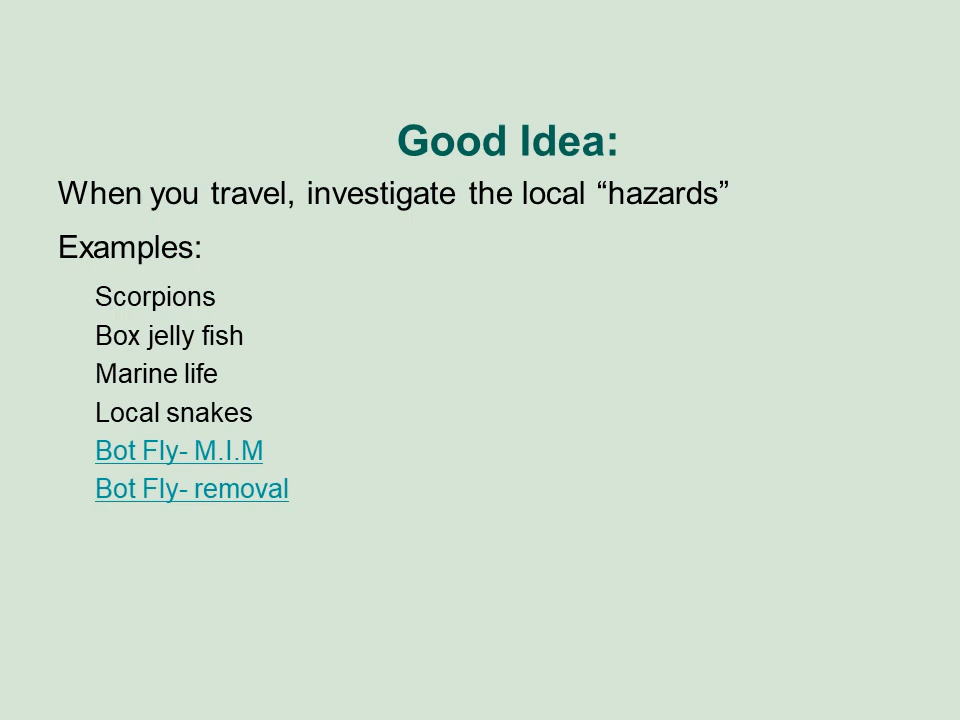 Good Idea:
When you travel, investigate the local “hazards”
Examples:
Scorpions
Box jelly fish
Marine life
Local snakes
Bot Fly- M.I.M
Bot Fly- removal